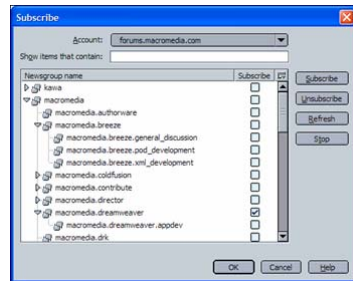 Subscribe
Account: forums.macromedia.com
Show items that contain:
Newsgroup name Subscribe
kawa
macromedia
macromedia.authorware
macromedia.breeze
macromedia.breeze.general_discussion
macromedia.breeze.pod_development
macromedia.breeze.xml_development
macromedia.coldfusion
macromedia.contribute
macromedia.director
macromedia.dreamweaver
macromedia.dreamweaver.appdev
macromedia.drk
Subscribe
Unsubscribe
Refresh
Stop
OK Cancel Help